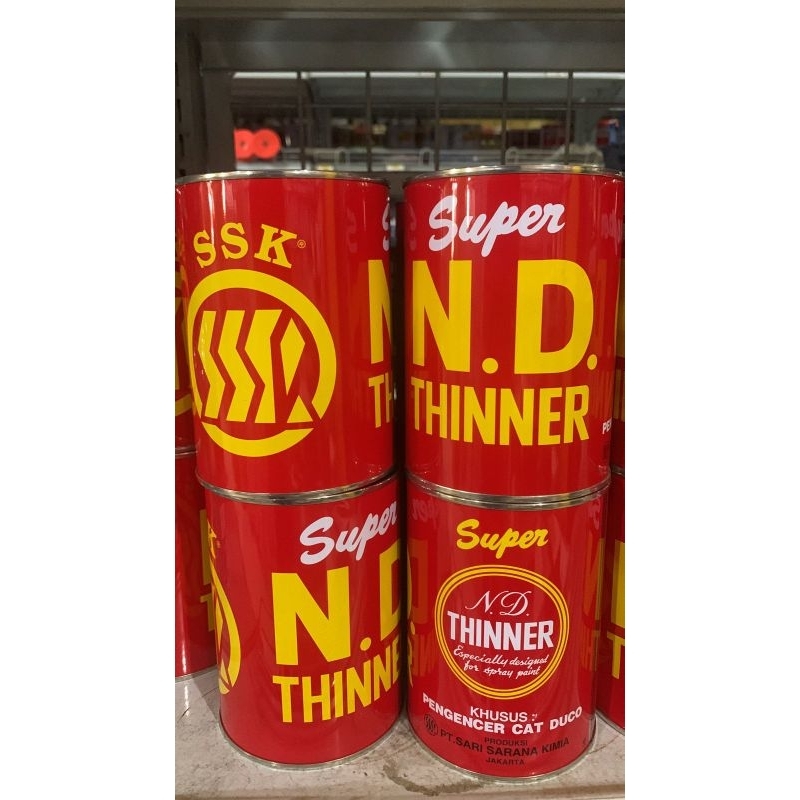 SSK®
Super
N.D.
THINNER
Super
N.D.
THINNE
Super
N.D.
THINNER
Especially designed
for spray paint
KHUSUS :
PENGENCER CAT DUCO
PRODUKSI
PT. SARI SARANA KIMIA
JAKARTA